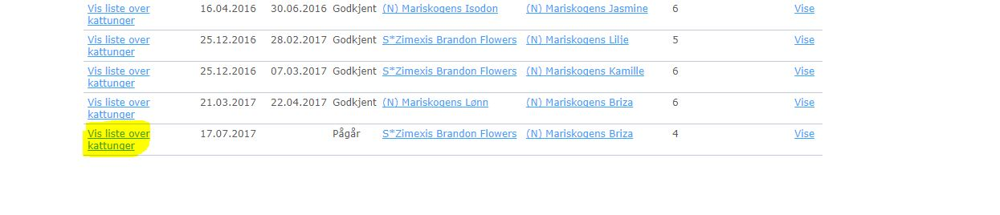 Vis liste over 16.04.2016 30.06.2016 Godkjent (N) Mariskogens Isodon (N) Mariskogens Jasmine 6 Vise
kattunger
Vis liste over 25.12.2016 28.02.2017 Godkjent S*Zimexis Brandon Flowers (N) Mariskogens Lilje 5 Vise
kattunger
Vis liste over 25.12.2016 07.03.2017 Godkjent S*Zimexis Brandon Flowers (N) Mariskogens Kamille 6 Vise
kattunger
Vis liste over 21.03.2017 22.04.2017 Godkjent (N) Mariskogens Lønn (N) Mariskogens Briza 6 Vise
kattunger
Vis liste over 17.07.2017 Pågår S*Zimexis Brandon Flowers (N) Mariskogens Briza 4 Vise
kattunger